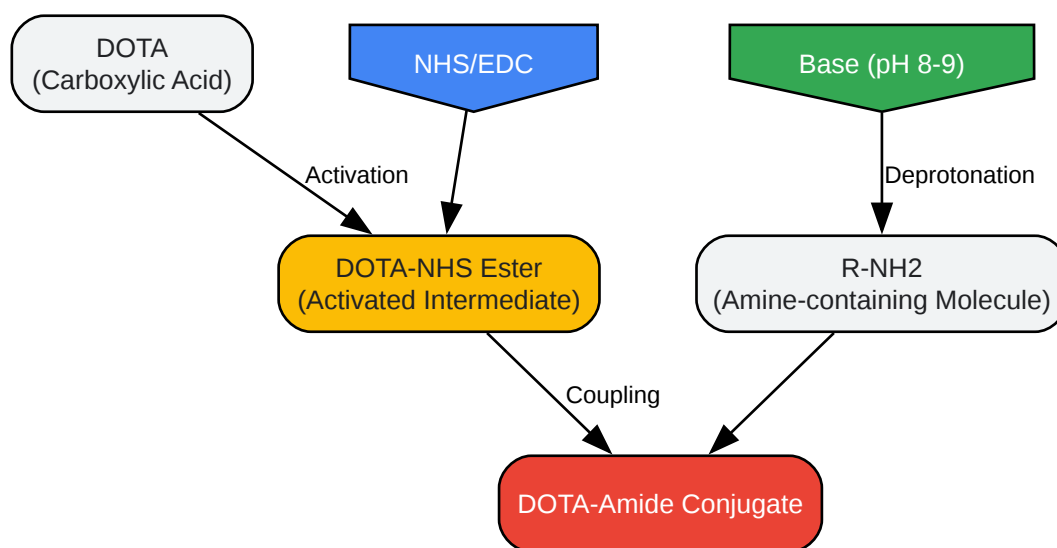 DOTA
(Carboxylic Acid)
NHS/EDC
Base (pH 8-9)
Activation
Deprotonation
DOTA-NHS Ester
(Activated Intermediate)
R-NH2
(Amine-containing Molecule)
Coupling
DOTA-Amide Conjugate